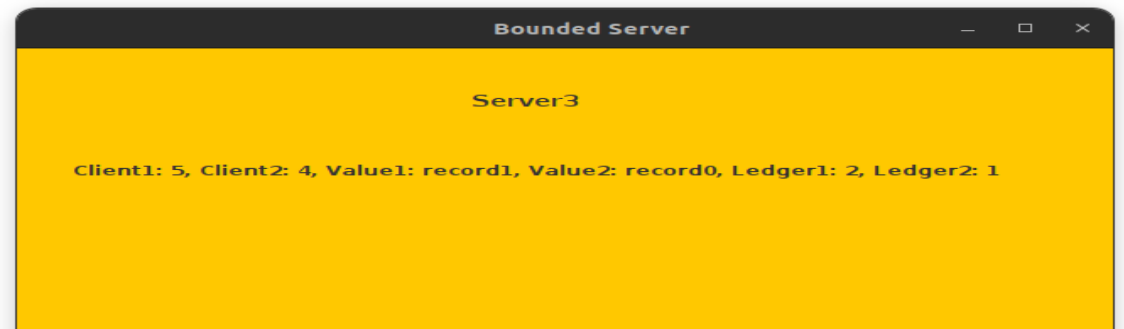 Bounded Server
Server3
Client1: 5, Client2: 4, Value1: record1, Value2: record0, Ledger1: 2, Ledger2: 1